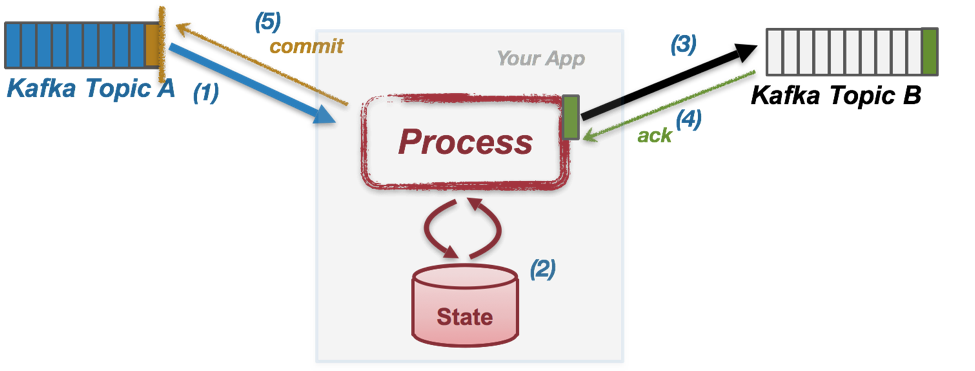 (5)
commit
Kafka Topic A
(1)
Your App
(3)
Kafka Topic B
(4)
ack
Process
(2)
State